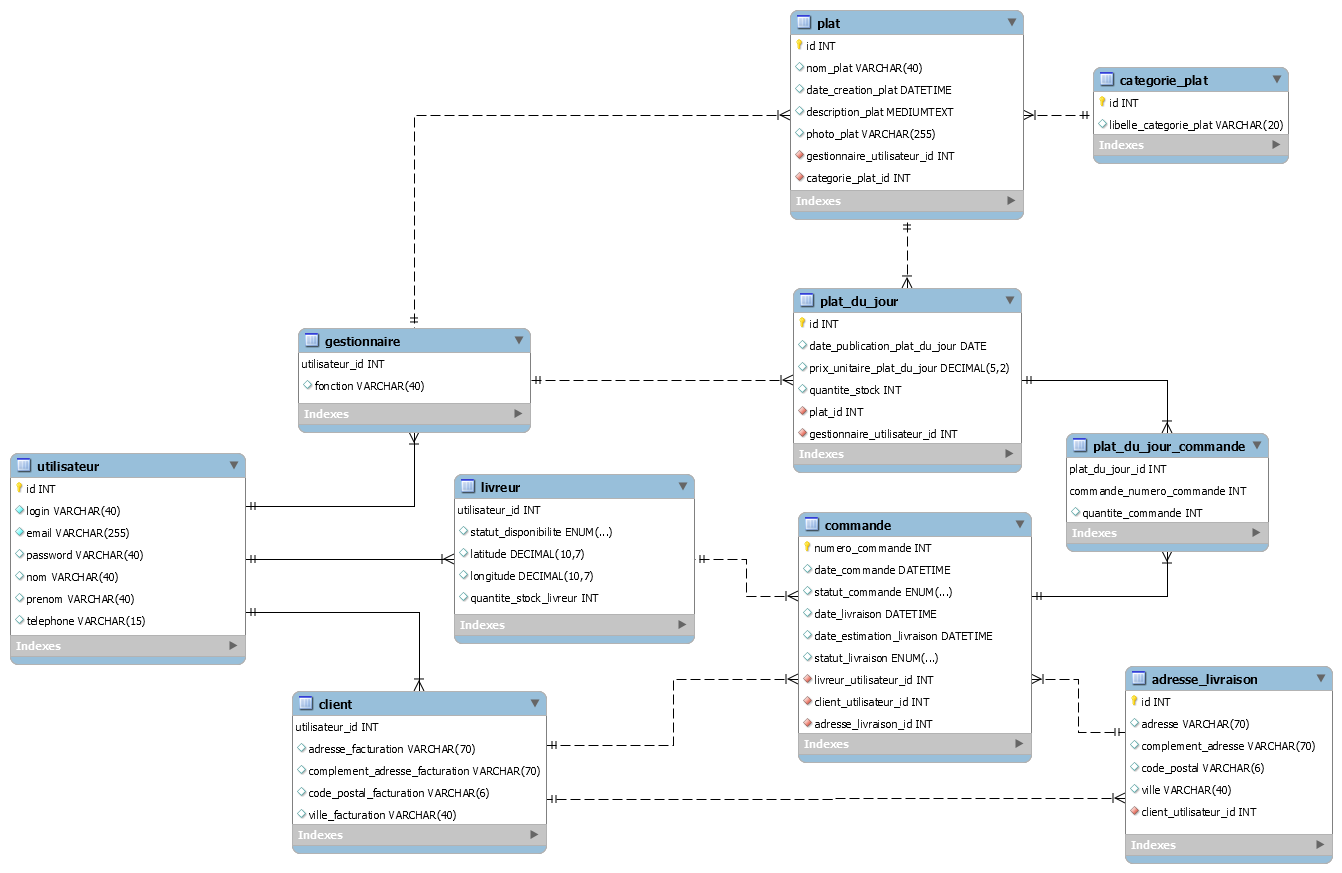 plat
id INT
nom_plat VARCHAR(40)
date_creation_plat DATETIME
description_plat MEDIUMTEXT
photo_plat VARCHAR(255)
gestionnaire_utilisateur_id INT
categorie_plat_id INT
Indexes
categorie_plat
id INT
libelle_categorie_plat VARCHAR(20)
Indexes
plat_du_jour
id INT
date_publication_plat_du_jour DATE
prix_unitaire_plat_du_jour DECIMAL(5,2)
quantite_stock INT
plat_id INT
gestionnaire_utilisateur_id INT
Indexes
gestionnaire
utilisateur_id INT
fonction VARCHAR(40)
Indexes
plat_du_jour_commande
plat_du_jour_id INT
commande_numero_commande INT
quantite_commande INT
Indexes
utilisateur
id INT
login VARCHAR(40)
email VARCHAR(255)
password VARCHAR(40)
nom VARCHAR(40)
prenom VARCHAR(40)
telephone VARCHAR(15)
Indexes
livreur
utilisateur_id INT
statut_disponibilite ENUM(...)
latitude DECIMAL(10,7)
longitude DECIMAL(10,7)
quantite_stock_livreur INT
Indexes
commande
numero_commande INT
date_commande DATETIME
statut_commande ENUM(...)
date_livraison DATETIME
date_estimation_livraison DATETIME
statut_livraison ENUM(...)
livreur_utilisateur_id INT
client_utilisateur_id INT
adresse_livraison_id INT
Indexes
client
utilisateur_id INT
adresse_facturation VARCHAR(70)
complement_adresse_facturation VARCHAR(70)
code_postal_facturation VARCHAR(6)
ville_facturation VARCHAR(40)
Indexes
adresse_livraison
id INT
adresse VARCHAR(70)
complement_adresse VARCHAR(70)
code_postal VARCHAR(6)
ville VARCHAR(40)
client_utilisateur_id INT
Indexes